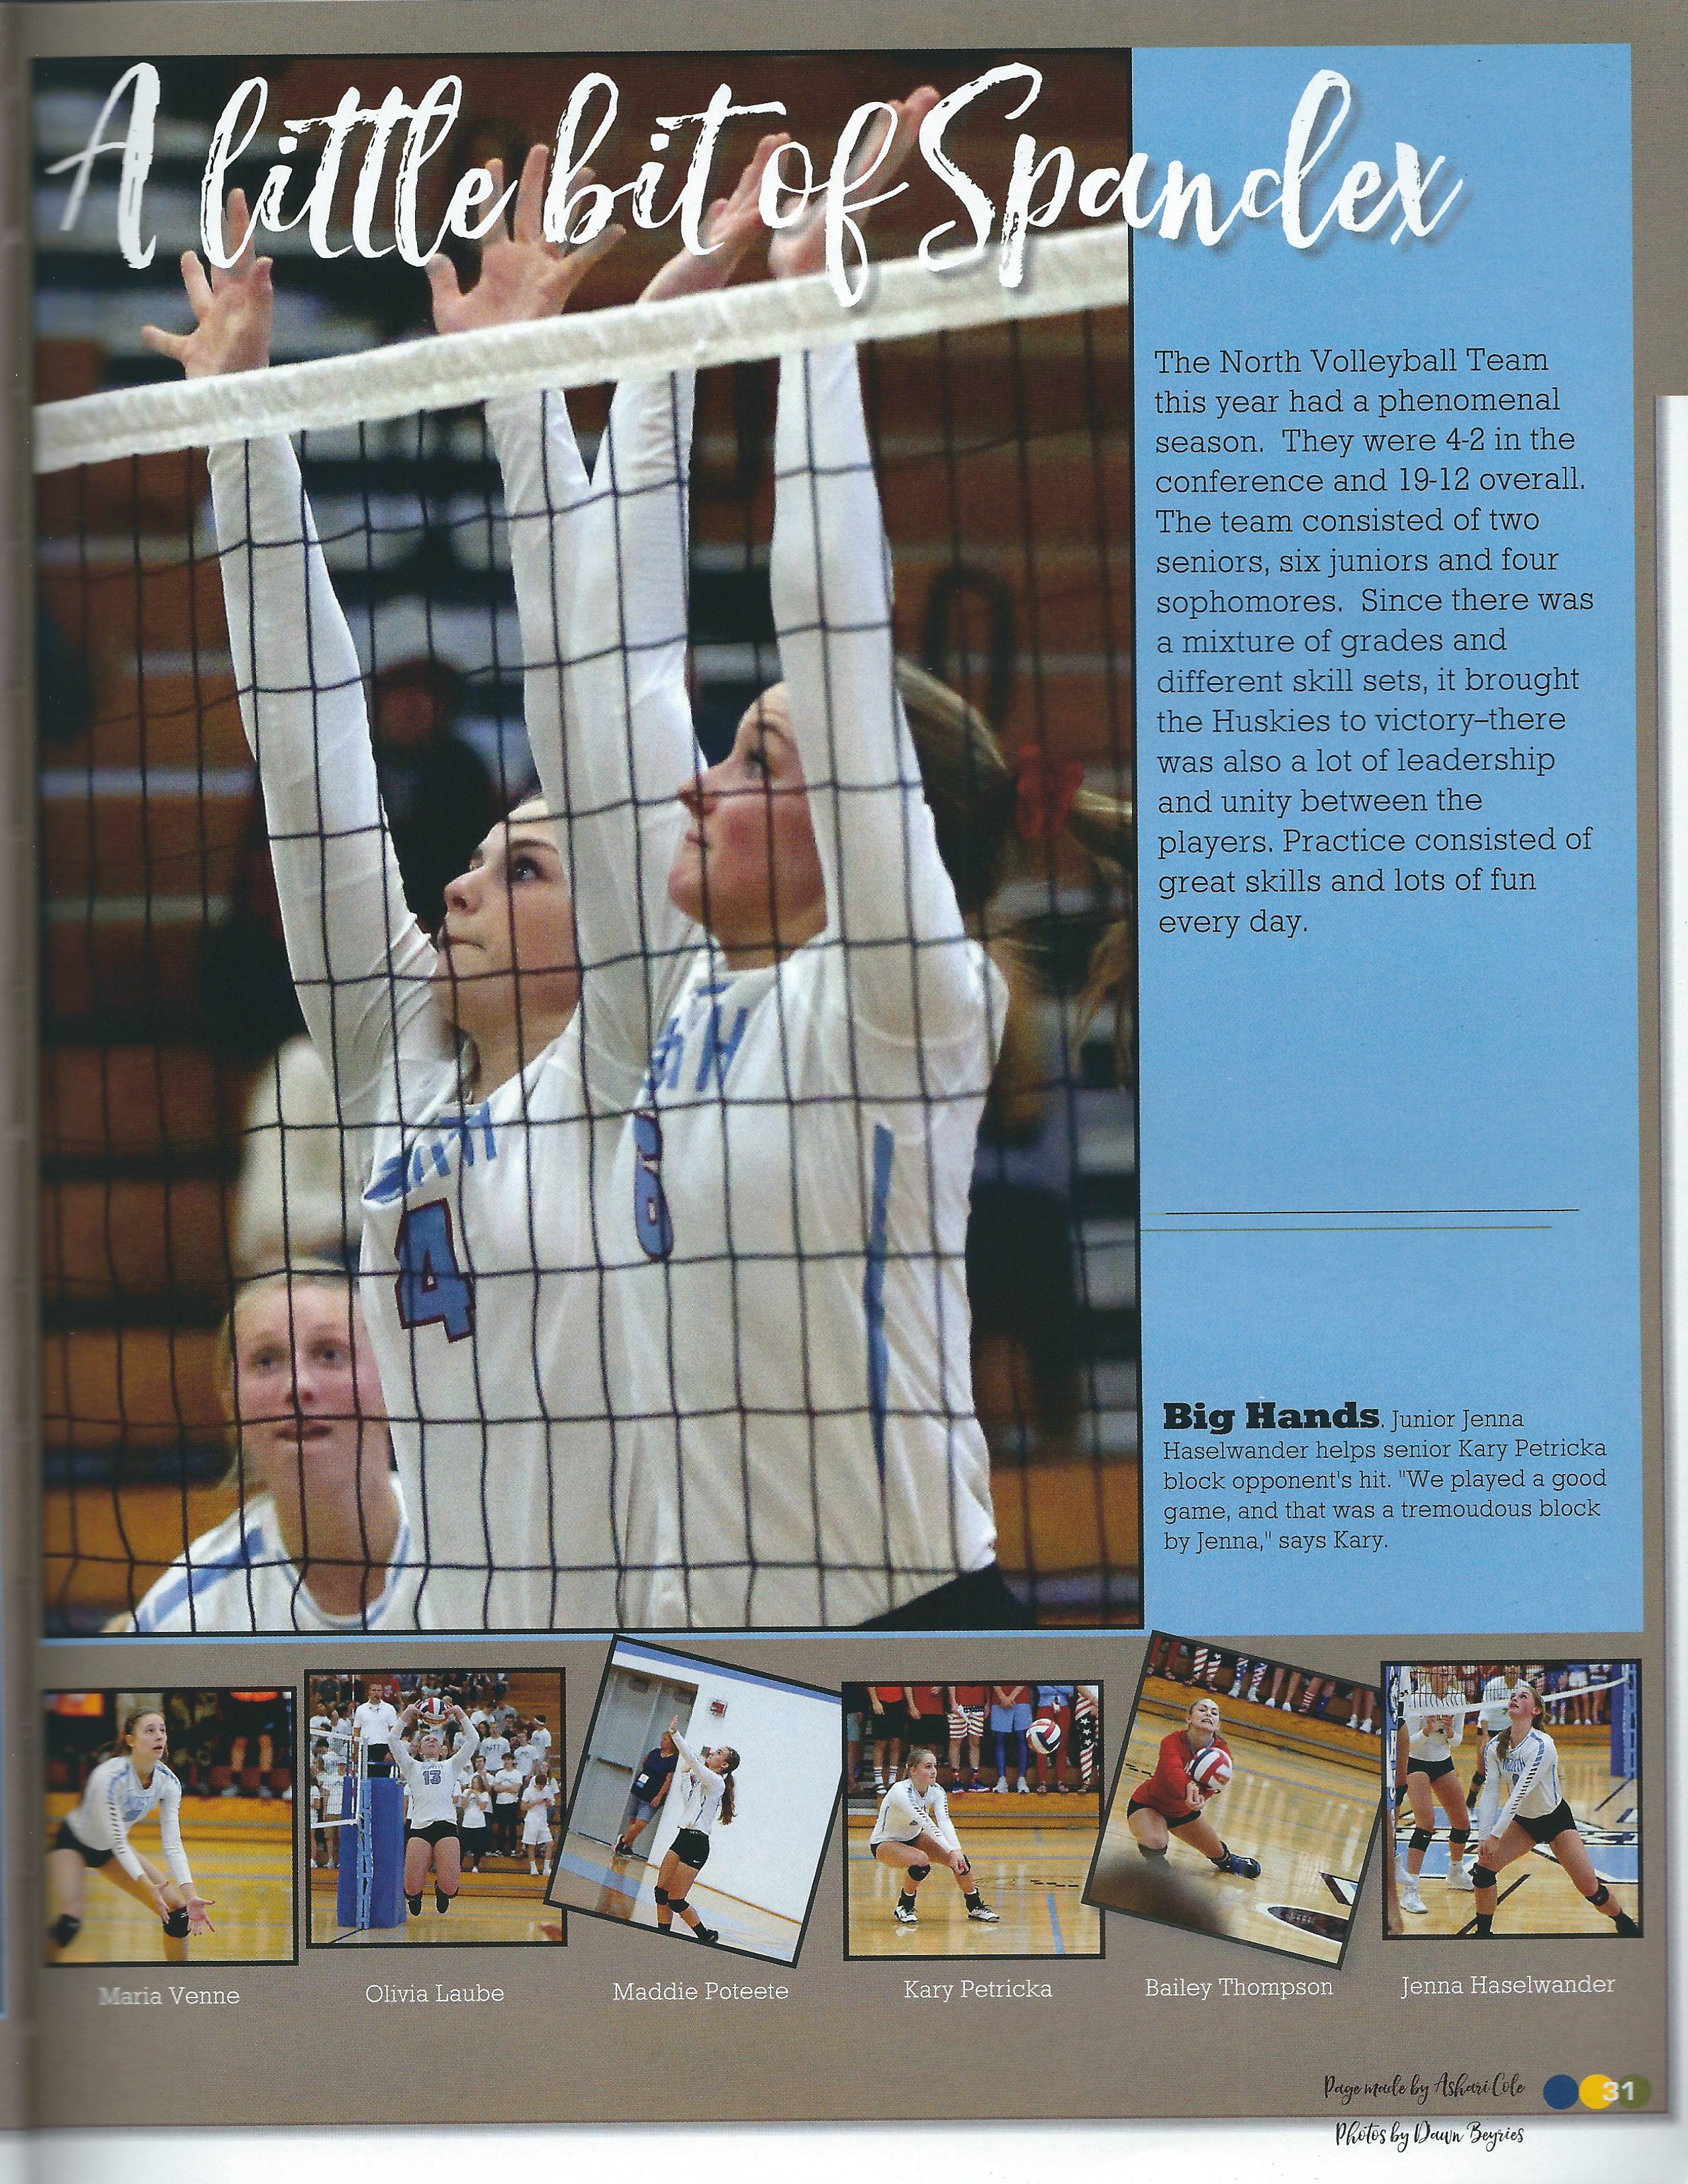 A little bit of Spandex
The North Volleyball Team
this year had a phenomenal
season.  They were 4-2 in the
conference and 19-12 overall.
The team consisted of two
seniors, six juniors and four
sophomores.  Since there was
a mixture of grades and
different skill sets, it brought
the Huskies to victory–there
was also a lot of leadership
and unity between the
players. Practice consisted of
great skills and lots of fun
every day.
4
6
Big Hands. Junior Jenna
Haselwander helps senior Kary Petricka
block opponent's hit. "We played a good
game, and that was a tremoudous block
by Jenna," says Kary.
13
NORTH
Maria Venne
Olivia Laube
Maddie Poteete
Kary Petricka
Bailey Thompson
Jenna Haselwander
Page made by Ashari Cole
31
Photos by Dawn Beyries